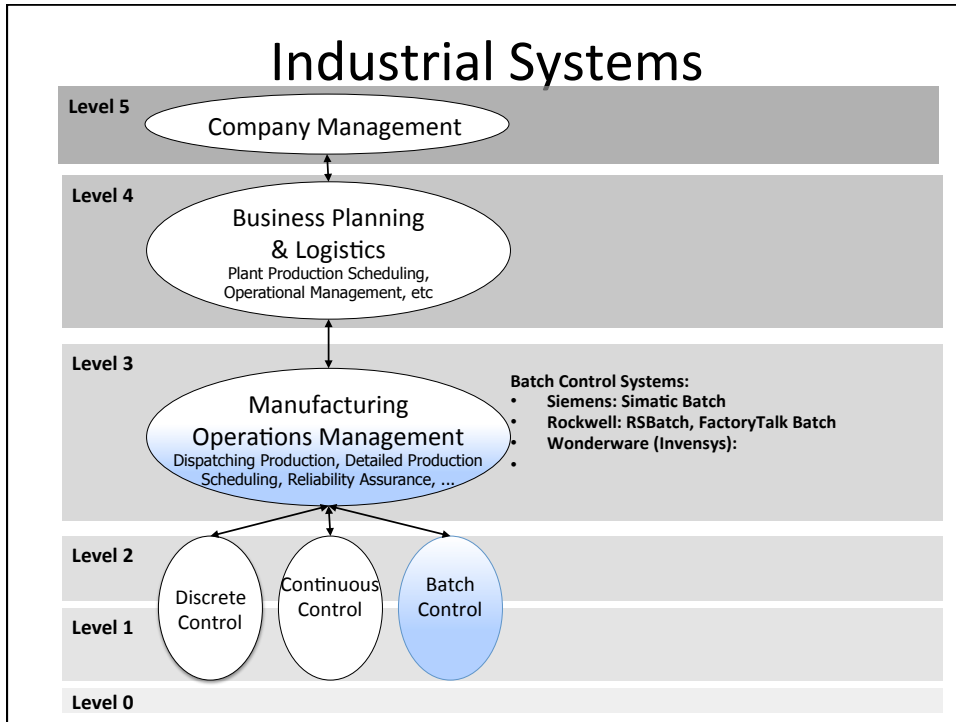 Industrial Systems
Level 5
Company Management
Level 4
Business Planning
& Logistics
Plant Production Scheduling,
Operational Management, etc
Level 3
Manufacturing
Operations Management
Dispatching Production, Detailed Production
Scheduling, Reliability Assurance, ...
Batch Control Systems:
• Siemens: Simatic Batch
• Rockwell: RSBatch, FactoryTalk Batch
• Wonderware (Invensys):
•
Level 2
Discrete
Control
Continuous
Control
Batch
Control
Level 1
Level 0